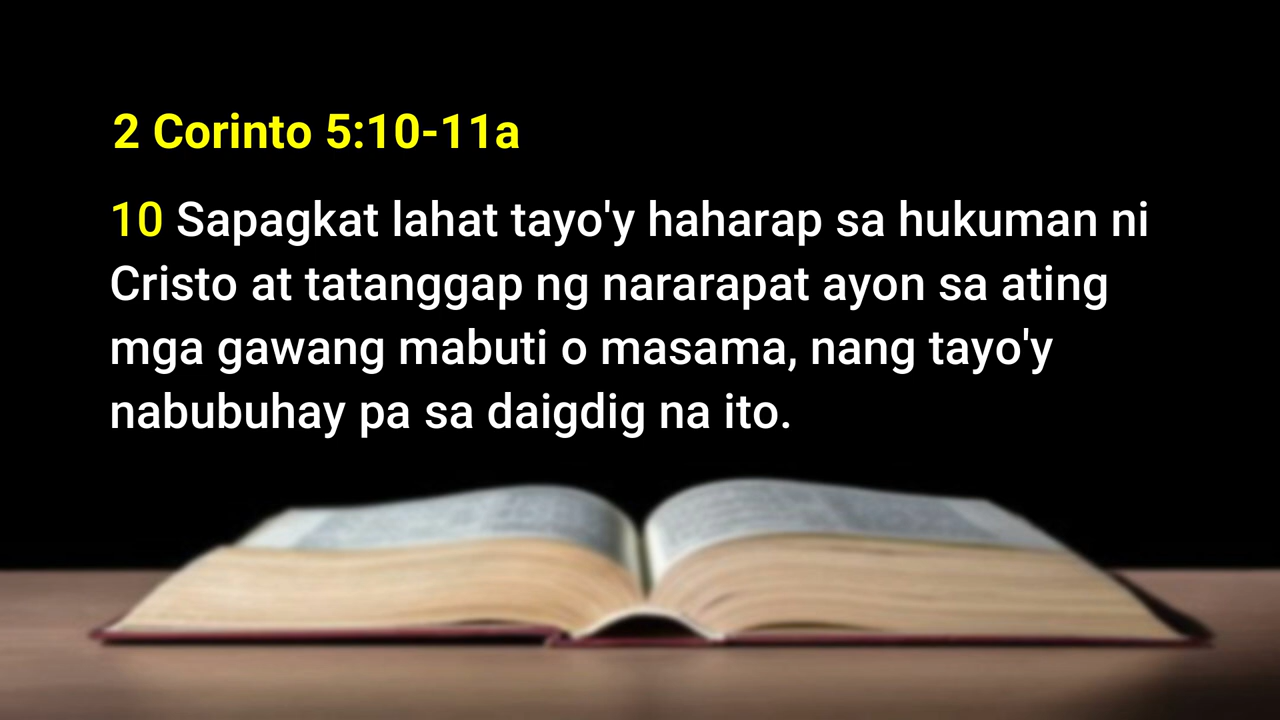 2 Corinto 5:10-11a
10 Sapagkat lahat tayo'y haharap sa hukuman ni
Cristo at tatanggap ng nararapat ayon sa ating
mga gawang mabuti o masama, nang tayo'y
nabubuhay pa sa daigdig na ito.